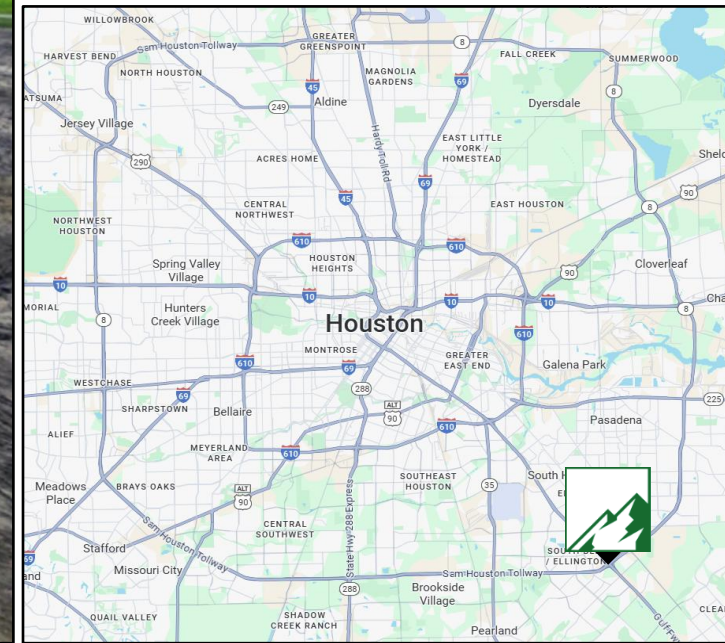 WILLOWBROOK
GREATER
GREENSPOINT
8
Sam Houston Tollway
HARVEST BEND
FALL CREEK
SUMMERWOOD
NORTH HOUSTON
MAGNOLIA
GARDENS
45
69
8
ATSUMA
249
Aldine
Dyersdale
Jersey Village
Hardy Toll Rd
EAST LITTLE
YORK /
HOMESTEAD
290
ACRES HOME
Shel
69
90
45
CENTRAL
NORTHWEST
EAST HOUSTON
8
NORTHWEST
HOUSTON
610
610
HOUSTON
HEIGHTS
Spring Valley
Village
90
Cloverleaf
10
10
10
10
Cha
MORIAL
Hunters
Creek Village
8
8
Houston
610
MONTROSE
GREATER
EAST END
610
Galena Park
69
WESTCHASE
69
288
225
SHARPSTOWN
Bellaire
ALT
90
Pasadena
610
ALIEF
MEYERLAND
AREA
610
Meadows
Place
BRAYS OAKS
SOUTHEAST
HOUSTON
South H
ALT
90
35
CENTRAL
SOUTHWEST
State Hwy 288 Express
Stafford
Sam Houston Tollway
/ ELLINGTON
69
and
Missouri City
Sam Houston Tollway
288
Brookside
Village
QUAIL VALLEY
SHADOW
CREEK RANCH
CLEA
Pearland